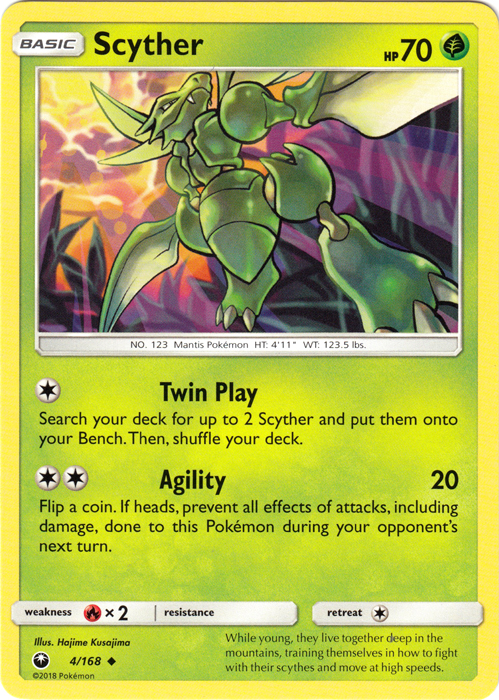 BASIC Scyther HP 70
NO. 123 Mantis Pokémon HT: 4'11" WT: 123.5 lbs.
Twin Play
Search your deck for up to 2 Scyther and put them onto
your Bench. Then, shuffle your deck.
Agility 20
Flip a coin. If heads, prevent all effects of attacks, including
damage, done to this Pokémon during your opponent's
next turn.
weakness × 2 resistance retreat
Illus. Hajime Kusajima
4/168
©2018 Pokémon
While young, they live together deep in the
mountains, training themselves in how to fight
with their scythes and move at high speeds.